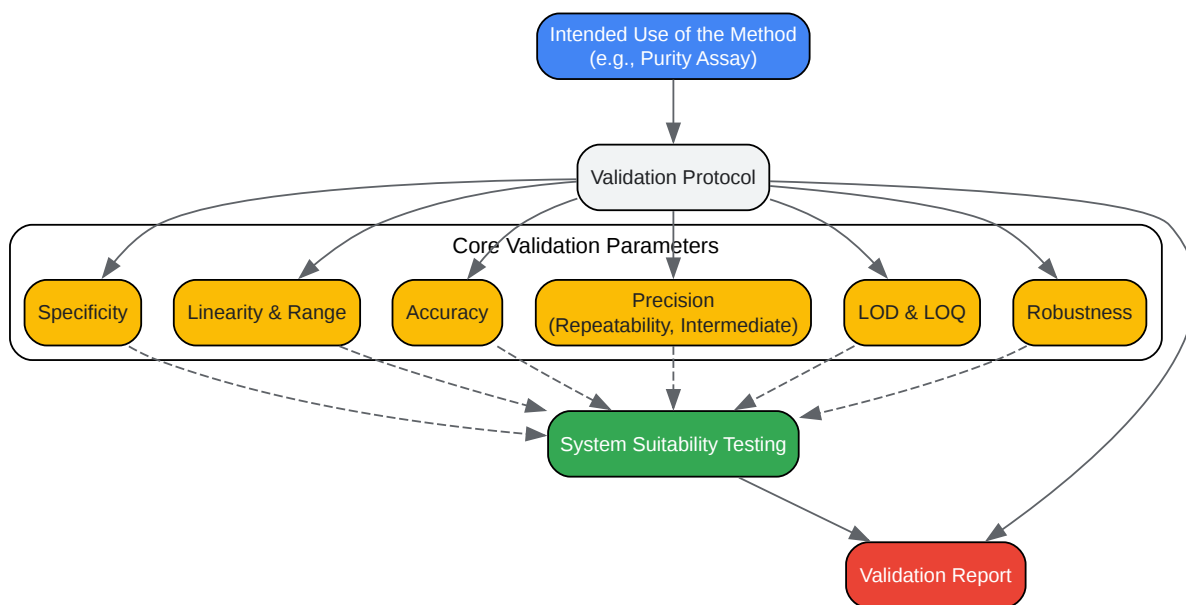 Intended Use of the Method
(e.g., Purity Assay)
Validation Protocol
Core Validation Parameters
Specificity
Linearity & Range
Accuracy
Precision
(Repeatability, Intermediate)
LOD & LOQ
Robustness
System Suitability Testing
Validation Report